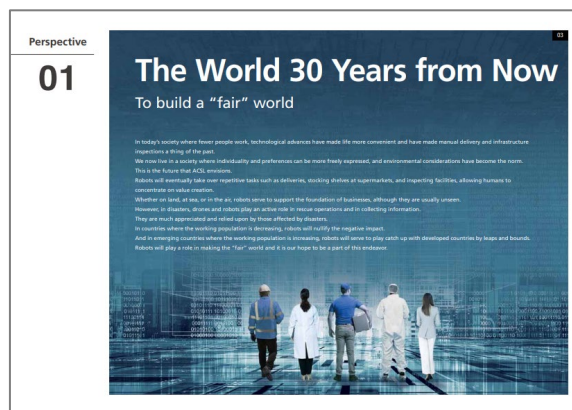 Perspective
01
03
The World 30 Years from Now
To build a “fair” world
In today's society where fewer people work, technological advances have made life more convenient and have made manual delivery and infrastructure
inspections a thing of the past.
We now live in a society where individuality and preferences can be more freely expressed, and environmental considerations have become the norm.
This is the future that ACSL envisions.
Robots will eventually take over repetitive tasks such as deliveries, stocking shelves at supermarkets, and inspecting facilities, allowing humans to
concentrate on value creation.
Whether on land, at sea, or in the air, robots serve to support the foundation of businesses, although they are usually unseen.
However, in disasters, drones and robots play an active role in rescue operations and in collecting information.
They are much appreciated and relied upon by those affected by disasters.
In countries where the working population is decreasing, robots will nullify the negative impact.
And in emerging countries where the working population is increasing, robots will serve to play catch up with developed countries by leaps and bounds.
Robots will play a role in making the “fair” world and it is our hope to be a part of this endeavor.